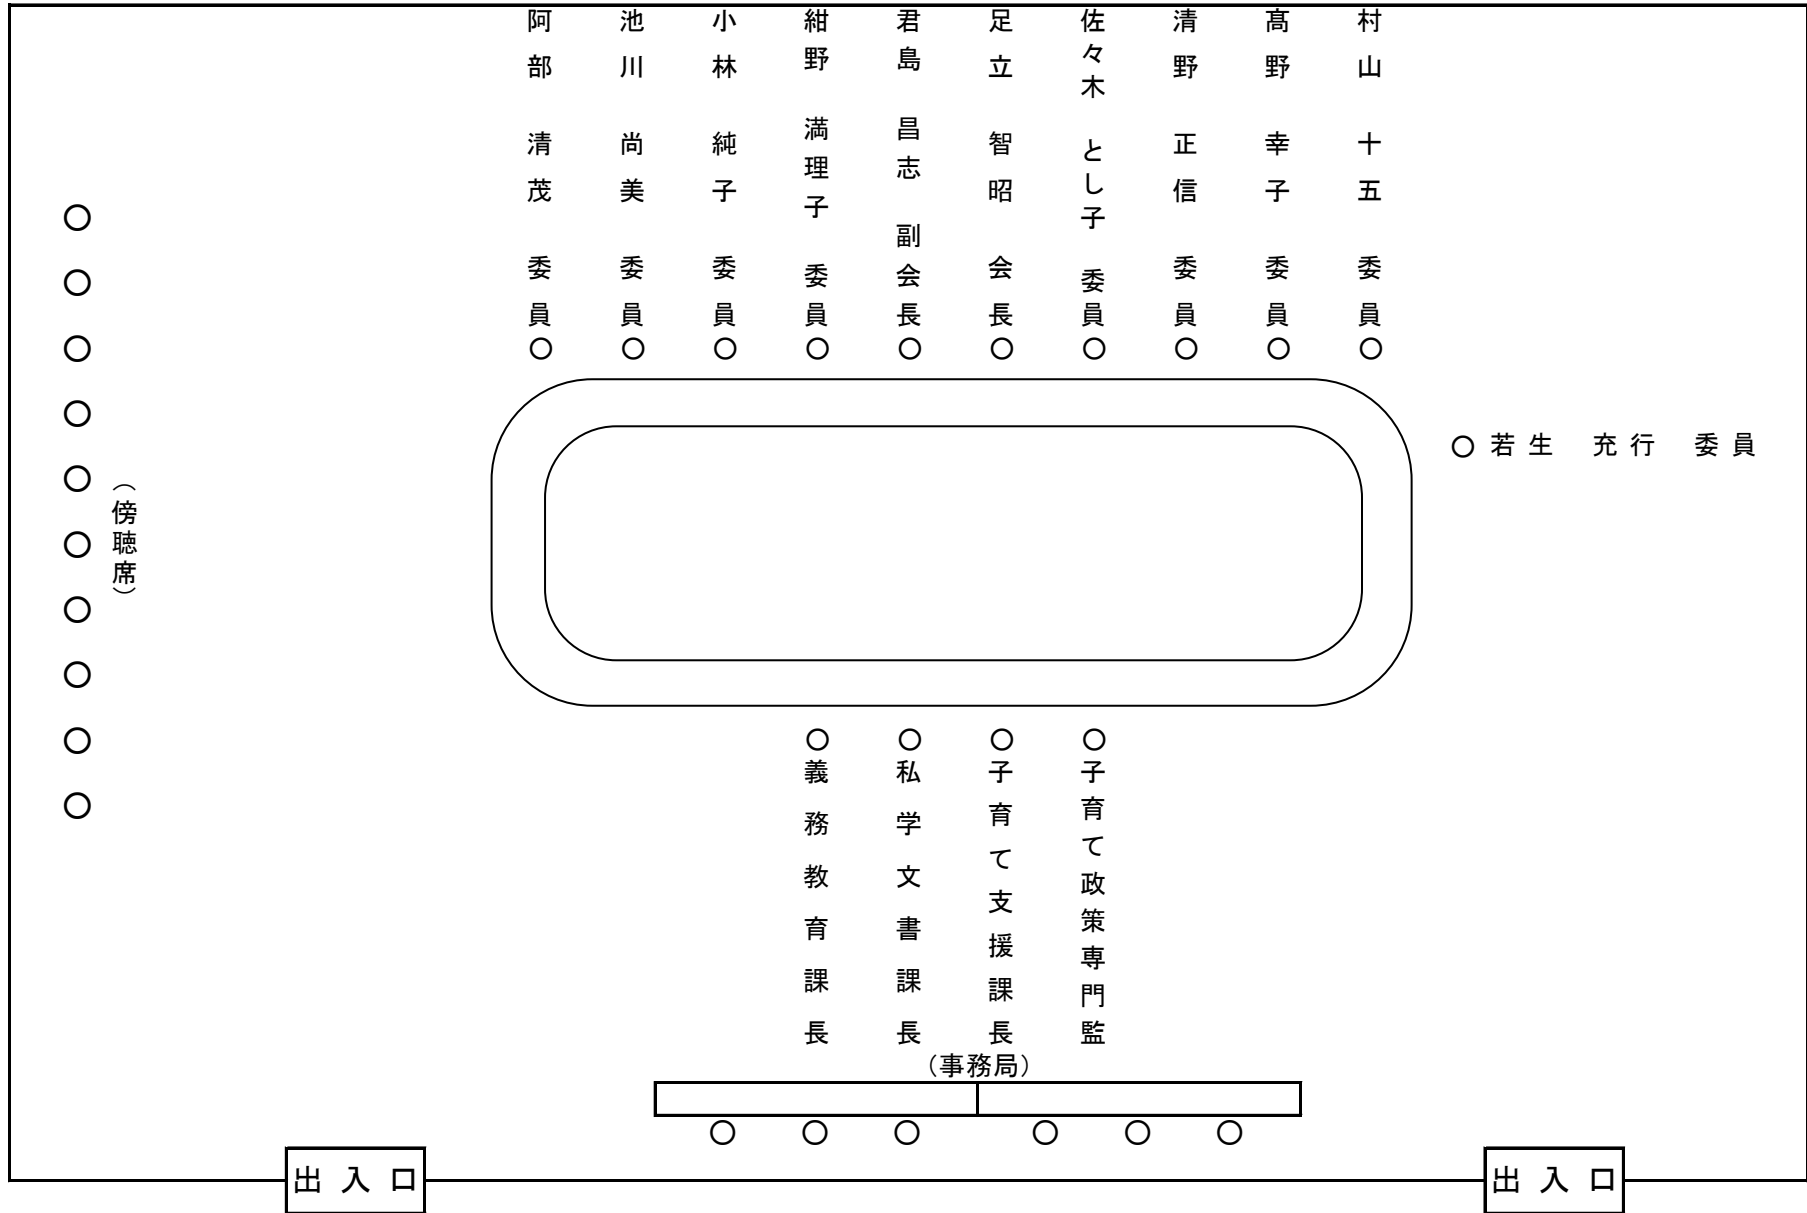 阿部 清茂 委員
池川 尚美 委員
小林 純子 委員
紺野 満理子 委員
君島 昌志 副会長
足立 智昭 会長
佐々木 とし子 委員
清野 正信 委員
髙野 幸子 委員
村山 十五 委員
若生 充行 委員
（傍聴席）
義務教育課長
私学文書課長
子育て支援課長
子育て政策専門監
（事務局）
出入口
出入口